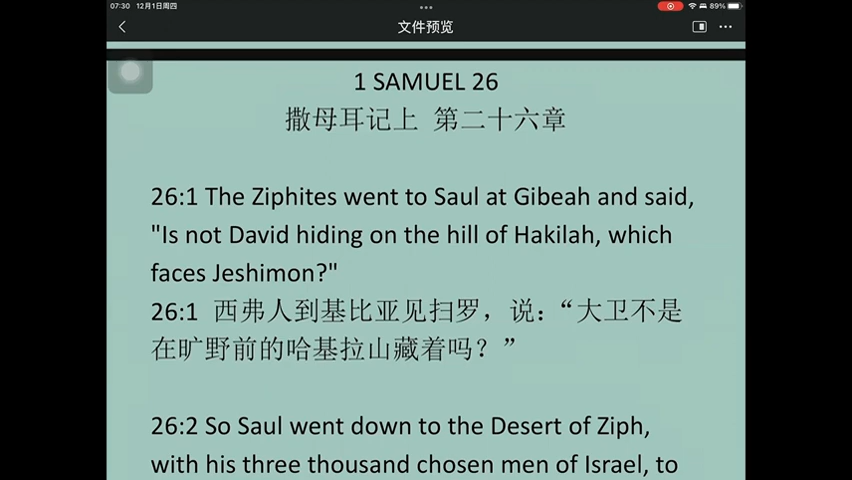 07:30 12月1日周四
89%
文件预览
1 SAMUEL 26
撒母耳记上 第二十六章
26:1 The Ziphites went to Saul at Gibeah and said,
"Is not David hiding on the hill of Hakilah, which
faces Jeshimon?"
26:1 西弗人到基比亚见扫罗，说：“大卫不是
在旷野前的哈基拉山藏着吗？”
26:2 So Saul went down to the Desert of Ziph,
with his three thousand chosen men of Israel, to